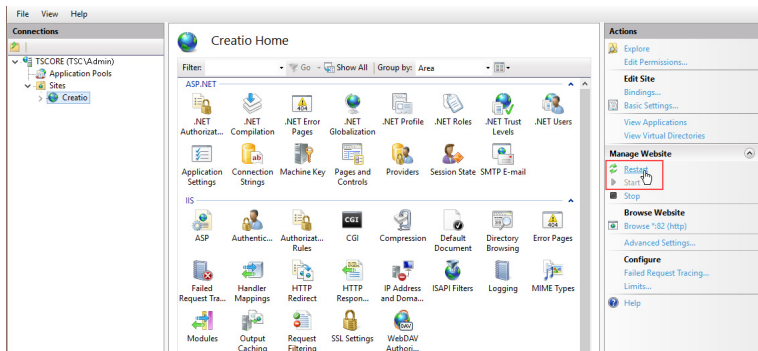 File View Help
Connections
TSCORE (TSC\Admin)
Application Pools
Sites
Creatio
Creatio Home
Filter: Go Show All Group by: Area
ASP.NET
.NET Authorizat...
.NET Compilation
.NET Error Pages
.NET Globalization
.NET Profile
.NET Roles
.NET Trust Levels
.NET Users
Application Settings
ab
Connection Strings
Machine Key
Pages and Controls
Providers
Session State
SMTP E-mail
IIS
ASP
Authentic...
Authorizat... Rules
CGI
CGI
Compression
Default Document
Directory Browsing
404
Error Pages
Failed Request Tra...
Handler Mappings
HTTP Redirect
HTTP Respon...
IP Address and Doma...
ISAPI Filters
Logging
MIME Types
Modules
Output Caching
Request Filtering
SSL Settings
DAV
WebDAV Authori...
Actions
Explore
Edit Permissions...
Edit Site
Bindings...
Basic Settings...
View Applications
View Virtual Directories
Manage Website
Restart
Start
Stop
Browse Website
Browse *:82 (http)
Advanced Settings...
Configure
Failed Request Tracing...
Limits...
Help